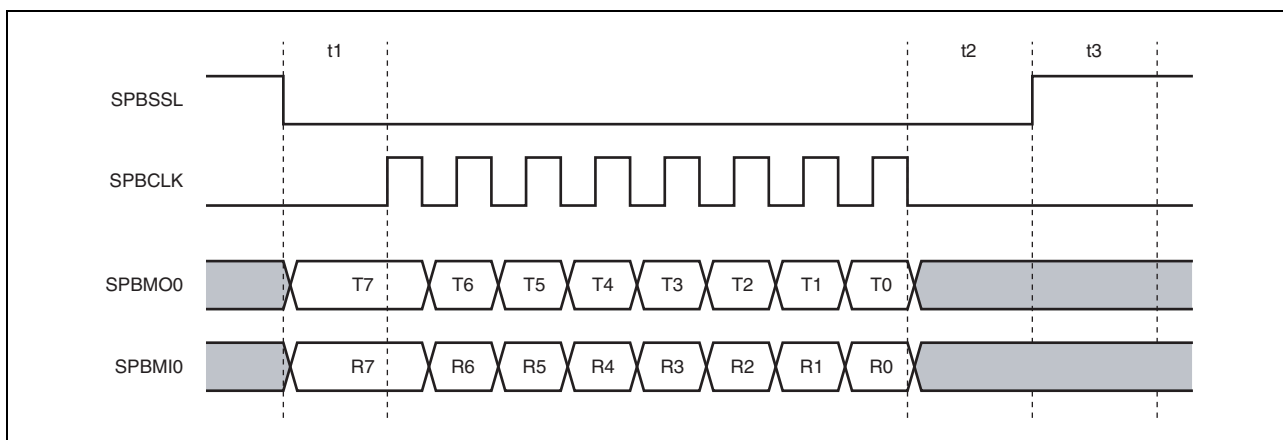 t1 t2 t3
SPBSSL
SPBCLK
SPBMO0 T7 T6 T5 T4 T3 T2 T1 T0
SPBMI0 R7 R6 R5 R4 R3 R2 R1 R0